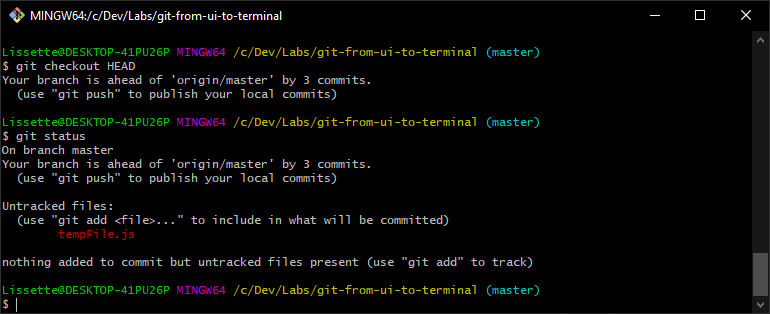 MINGW64:/c/Dev/Labs/git-from-ui-to-terminal
Lissette@DESKTOP-41PU26P MINGW64 /c/Dev/Labs/git-from-ui-to-terminal (master)
$ git checkout HEAD
Your branch is ahead of 'origin/master' by 3 commits.
  (use "git push" to publish your local commits)
Lissette@DESKTOP-41PU26P MINGW64 /c/Dev/Labs/git-from-ui-to-terminal (master)
$ git status
On branch master
Your branch is ahead of 'origin/master' by 3 commits.
  (use "git push" to publish your local commits)
Untracked files:
  (use "git add <file>..." to include in what will be committed)
        tempFile.js
nothing added to commit but untracked files present (use "git add" to track)
Lissette@DESKTOP-41PU26P MINGW64 /c/Dev/Labs/git-from-ui-to-terminal (master)
$